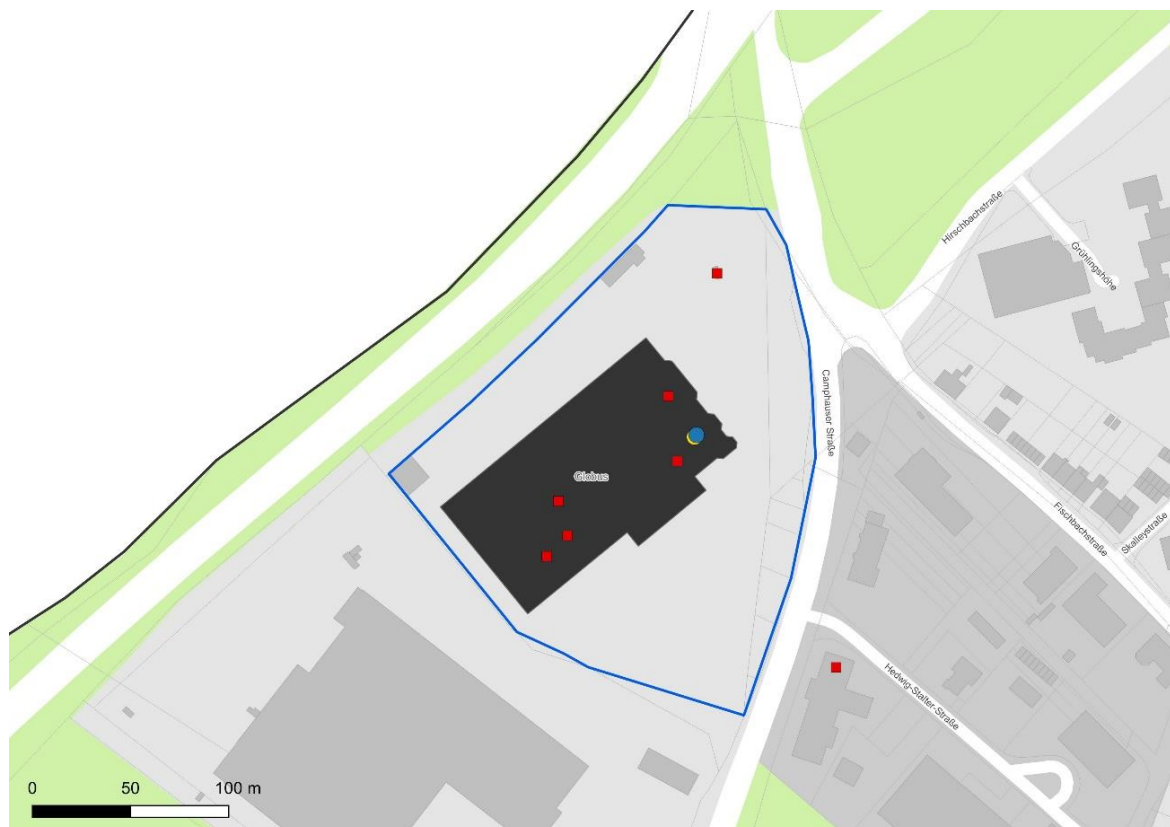 Hirschbachstraße
Grühlingshöhe
Camphauser Straße
Globus
Fischbachstraße
Skalleystraße
Hedwig-Stalter-Straße
0 50 100 m